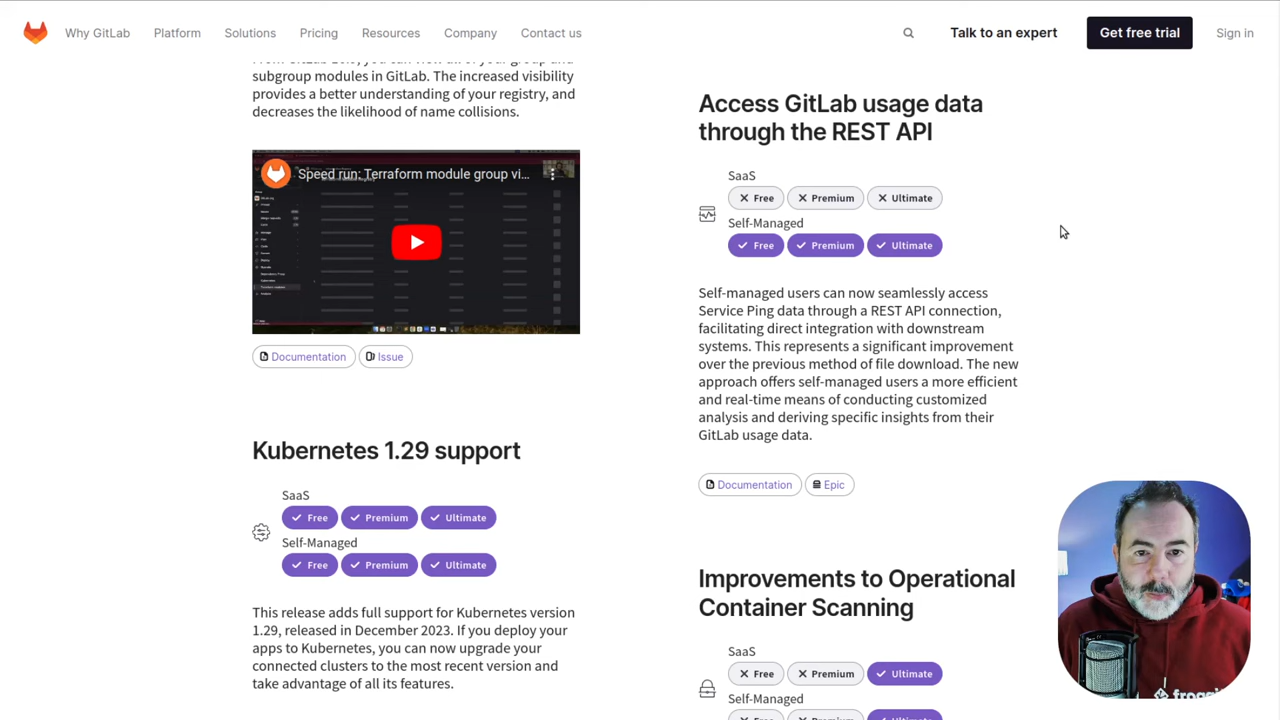 Why GitLab
Platform
Solutions
Pricing
Resources
Company
Contact us
Talk to an expert
Get free trial
Sign in
subgroup modules in GitLab. The increased visibility
provides a better understanding of your registry, and
decreases the likelihood of name collisions.
Speed run: Terraform module group vi...
Documentation
Issue
Kubernetes 1.29 support
SaaS
Free
Premium
Ultimate
Self-Managed
Free
Premium
Ultimate
This release adds full support for Kubernetes version
1.29, released in December 2023. If you deploy your
apps to Kubernetes, you can now upgrade your
connected clusters to the most recent version and
take advantage of all its features.
Access GitLab usage data
through the REST API
SaaS
Free
Premium
Ultimate
Self-Managed
Free
Premium
Ultimate
Self-managed users can now seamlessly access
Service Ping data through a REST API connection,
facilitating direct integration with downstream
systems. This represents a significant improvement
over the previous method of file download. The new
approach offers self-managed users a more efficient
and real-time means of conducting customized
analysis and deriving specific insights from their
GitLab usage data.
Documentation
Epic
Improvements to Operational
Container Scanning
SaaS
Free
Premium
Ultimate
Self-Managed